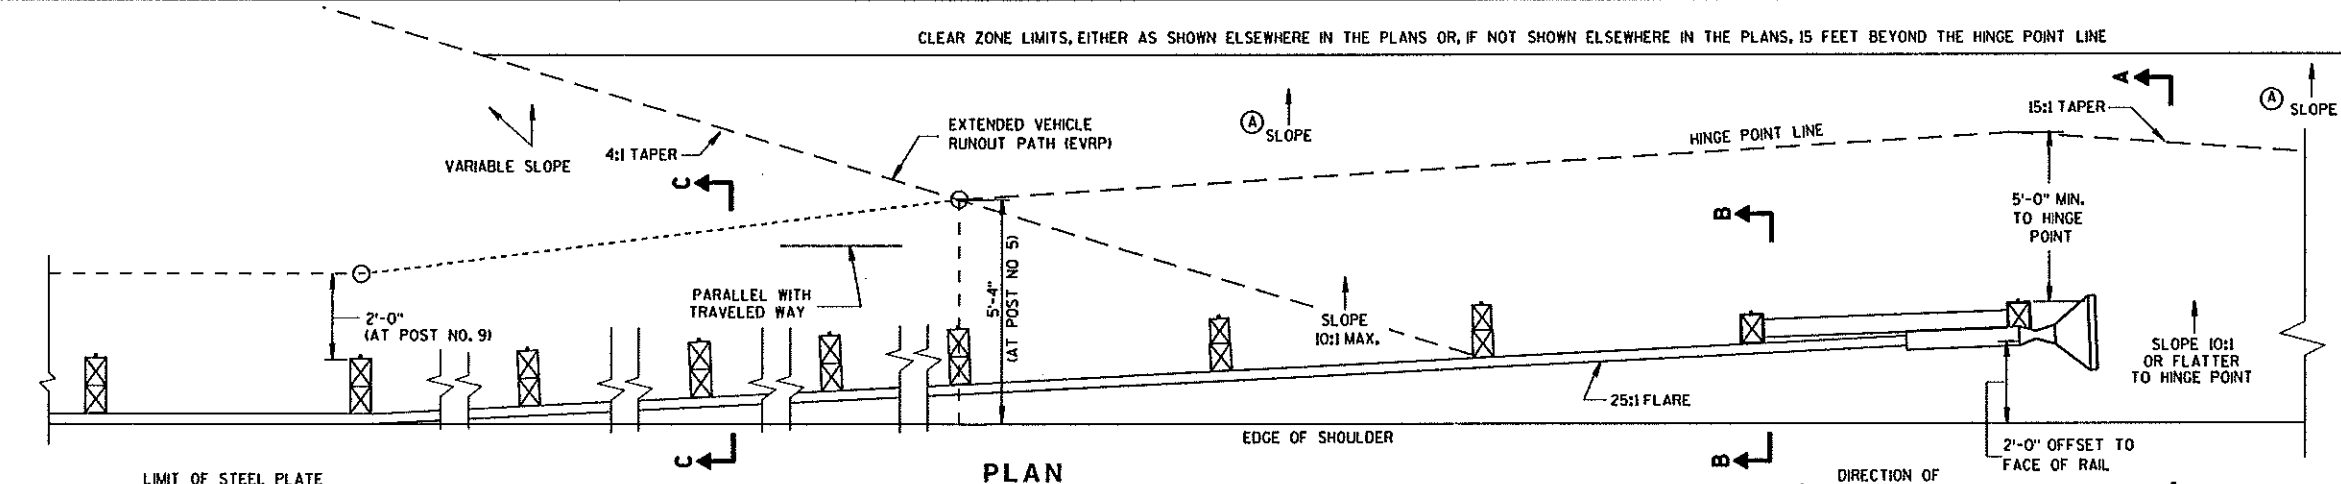 CLEAR ZONE LIMITS, EITHER AS SHOWN ELSEWHERE IN THE PLANS OR, IF NOT SHOWN ELSEWHERE IN THE PLANS, 15 FEET BEYOND THE HINGE POINT LINE
A
15:1 TAPER
A SLOPE
EXTENDED VEHICLE
RUNOUT PATH (EVRP)
A SLOPE
HINGE POINT LINE
4:1 TAPER
VARIABLE SLOPE
C
B
5'-0" MIN.
TO HINGE
POINT
PARALLEL WITH
TRAVELED WAY
5'-4"
(AT POST NO 5)
2'-0"
(AT POST NO. 9)
SLOPE
10:1 MAX.
SLOPE 10:1
OR FLATTER
TO HINGE POINT
25:1 FLARE
EDGE OF SHOULDER
2'-0" OFFSET TO
FACE OF RAIL
C
B
PLAN
LIMIT OF STEEL PLATE
DIRECTION OF